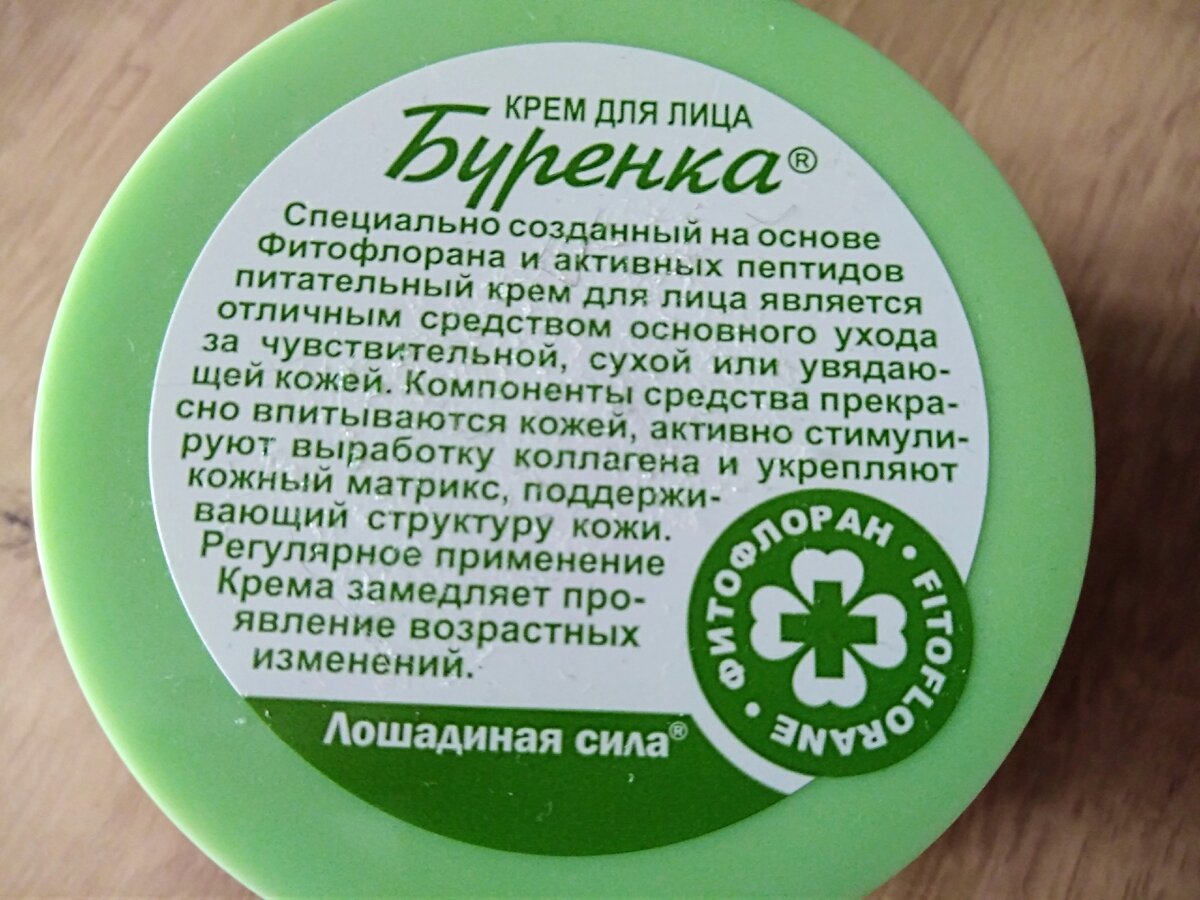 КРЕМ ДЛЯ ЛИЦА
Буренка®
Специально созданный на основе
Фитофлорана и активных пептидов
питательный крем для лица является
отличным средством основного ухода
за чувствительной, сухой или увядаю-
щей кожей. Компоненты средства прекра-
сно впитываются кожей, активно стимули-
руют выработку коллагена и укрепляют
кожный матрикс, поддержи-
вающий структуру кожи.
Регулярное применение
Крема замедляет про-
явление возрастных
изменений.
ФИТОФЛОРАН • FITOFLORANE •
Лошадиная сила®